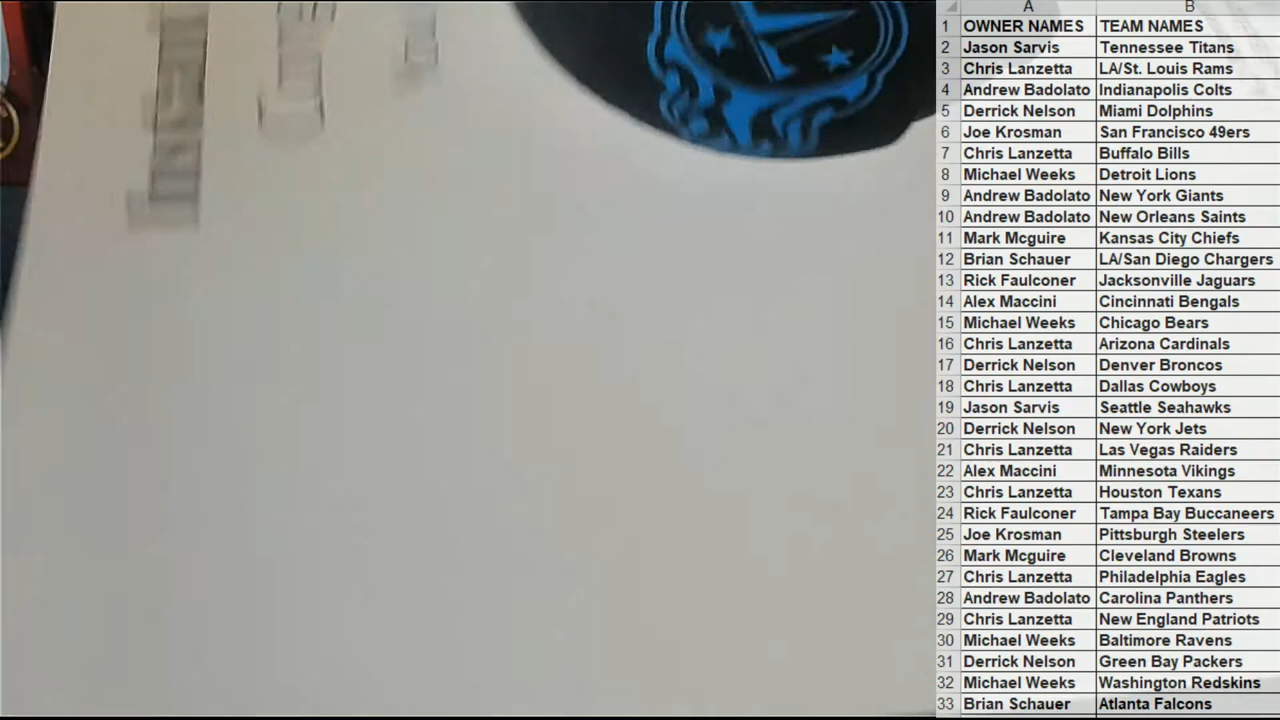 A B
1 OWNER NAMES TEAM NAMES
2 Jason Sarvis Tennessee Titans
3 Chris Lanzetta LA/St. Louis Rams
4 Andrew Badolato Indianapolis Colts
5 Derrick Nelson Miami Dolphins
6 Joe Krosman San Francisco 49ers
7 Chris Lanzetta Buffalo Bills
8 Michael Weeks Detroit Lions
9 Andrew Badolato New York Giants
10 Andrew Badolato New Orleans Saints
11 Mark Mcguire Kansas City Chiefs
12 Brian Schauer LA/San Diego Chargers
13 Rick Faulconer Jacksonville Jaguars
14 Alex Maccini Cincinnati Bengals
15 Michael Weeks Chicago Bears
16 Chris Lanzetta Arizona Cardinals
17 Derrick Nelson Denver Broncos
18 Chris Lanzetta Dallas Cowboys
19 Jason Sarvis Seattle Seahawks
20 Derrick Nelson New York Jets
21 Chris Lanzetta Las Vegas Raiders
22 Alex Maccini Minnesota Vikings
23 Chris Lanzetta Houston Texans
24 Rick Faulconer Tampa Bay Buccaneers
25 Joe Krosman Pittsburgh Steelers
26 Mark Mcguire Cleveland Browns
27 Chris Lanzetta Philadelphia Eagles
28 Andrew Badolato Carolina Panthers
29 Chris Lanzetta New England Patriots
30 Michael Weeks Baltimore Ravens
31 Derrick Nelson Green Bay Packers
32 Michael Weeks Washington Redskins
33 Brian Schauer Atlanta Falcons